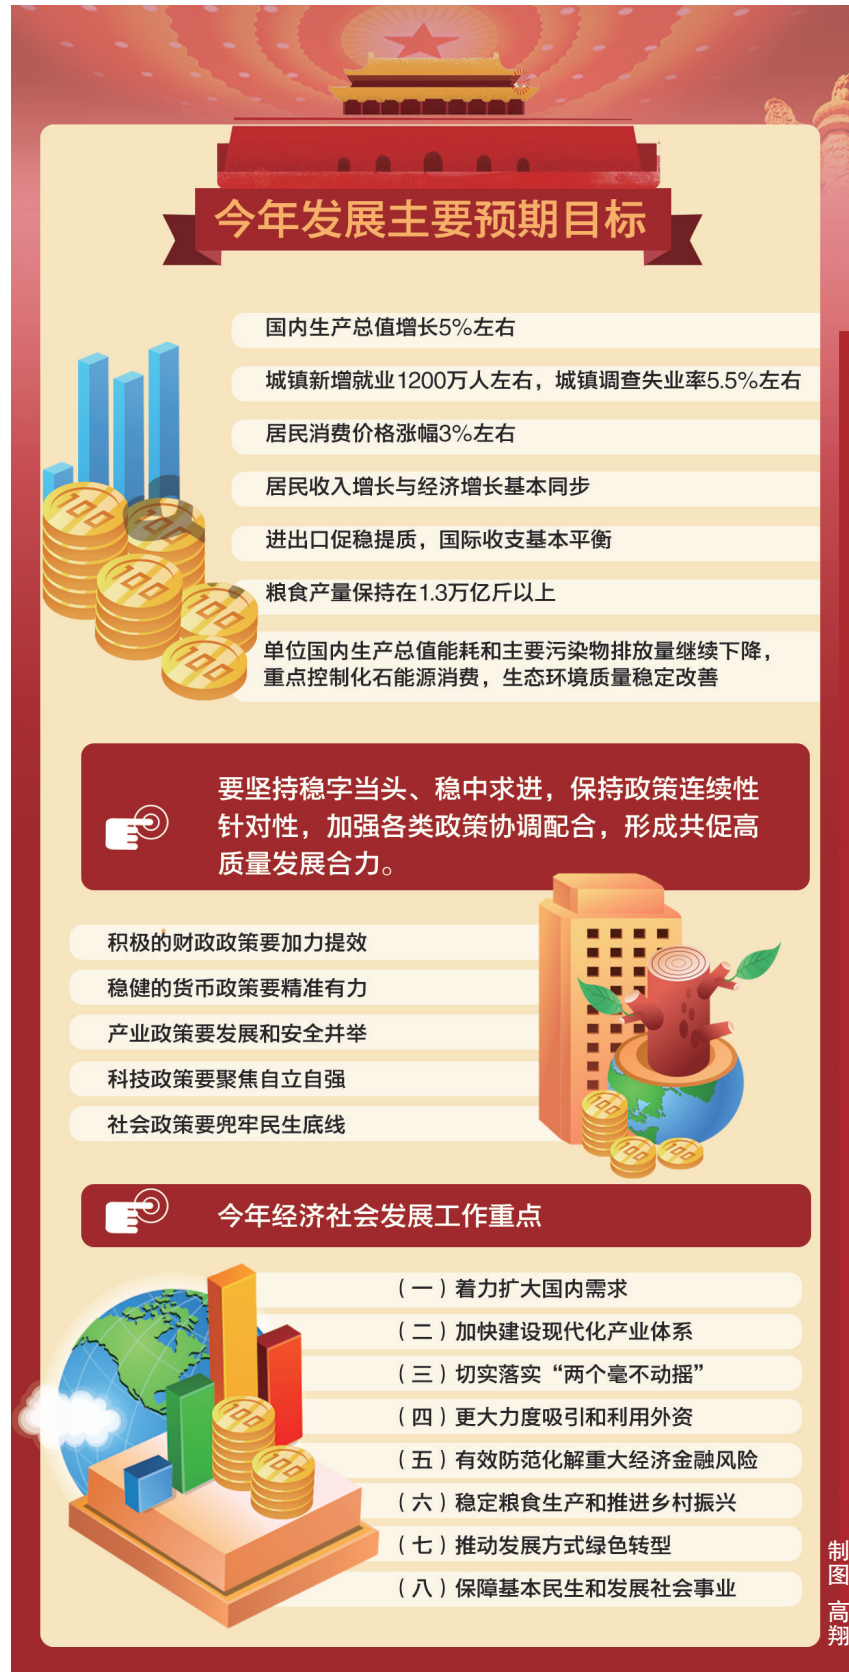 今年发展主要预期目标
国内生产总值增长5%左右
城镇新增就业1200万人左右，城镇调查失业率5.5%左右
居民消费价格涨幅3%左右
居民收入增长与经济增长基本同步
进出口促稳提质，国际收支基本平衡
粮食产量保持在1.3万亿斤以上
单位国内生产总值能耗和主要污染物排放量继续下降，
重点控制化石能源消费，生态环境质量稳定改善
100
100
100
100
100
要坚持稳字当头、稳中求进，保持政策连续性
针对性，加强各类政策协调配合，形成共促高
质量发展合力。
积极的财政政策要加力提效
稳健的货币政策要精准有力
产业政策要发展和安全并举
科技政策要聚焦自立自强
社会政策要兜牢民生底线
100
100
100
今年经济社会发展工作重点
（一）着力扩大国内需求
（二）加快建设现代化产业体系
（三）切实落实“两个毫不动摇”
（四）更大力度吸引和利用外资
（五）有效防范化解重大经济金融风险
（六）稳定粮食生产和推进乡村振兴
（七）推动发展方式绿色转型
（八）保障基本民生和发展社会事业
100
100
制图 高翔